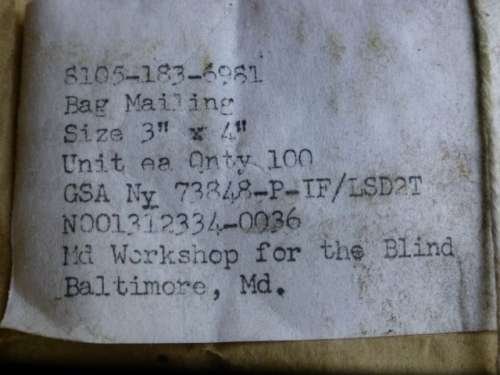 8105-183-6981
Bag Mailing
Size 3" x 4"
Unit ea Qnty 100
GSA Ny 73848-P-IF/LSD2T
N001312334-0036
Md Workshop for the Blind
Baltimore, Md.